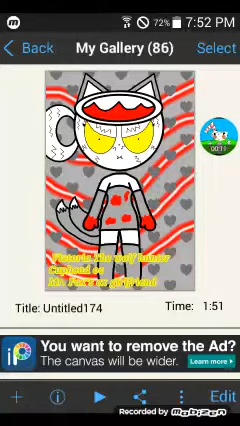 72% 7:52 PM
Back My Gallery (86) Select
00:11
Victoria The wolf hunter
Cuphead oc
Mr. Fox's ex girlfriend
Title: Untitled174 Time: 1:51
You want to remove the Ad?
The canvas will be wider. Learn more
Edit
Recorded by Mobizen